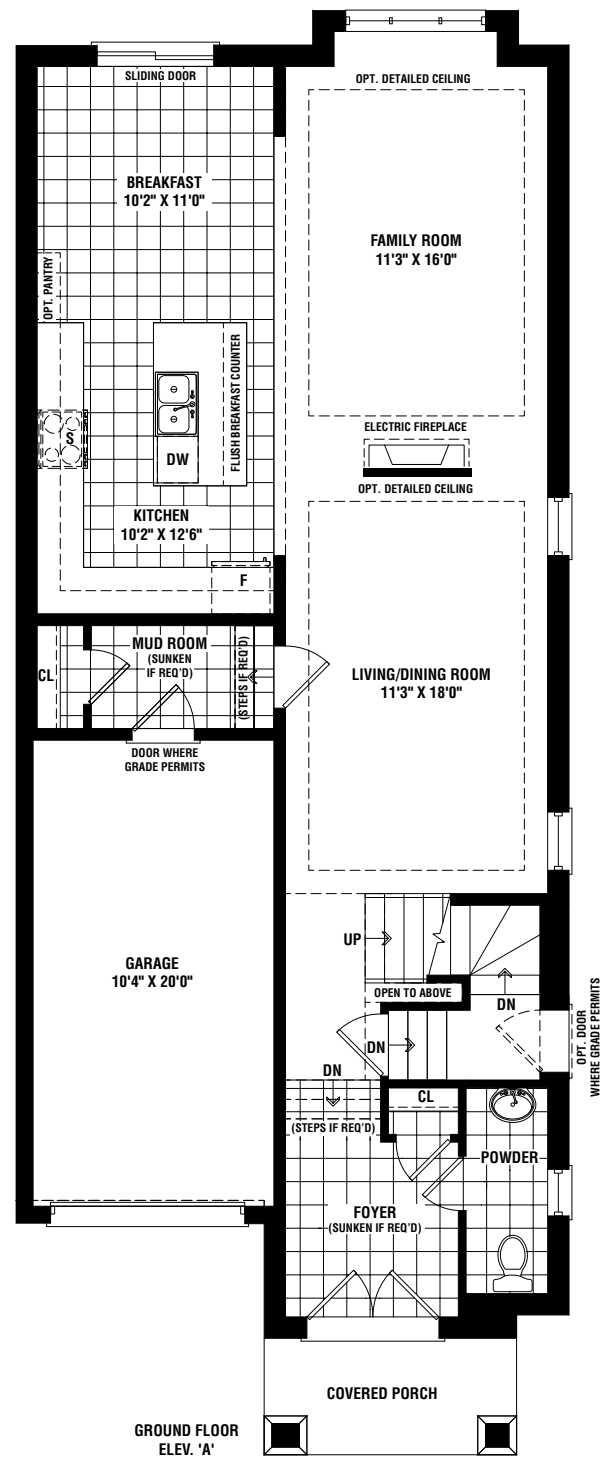 SLIDING DOOR
OPT. DETAILED CEILING
BREAKFAST
10'2" X 11'0"
FAMILY ROOM
11'3" X 16'0"
OPT. PANTRY
FLUSH BREAKFAST COUNTER
S
DW
ELECTRIC FIREPLACE
OPT. DETAILED CEILING
KITCHEN
10'2" X 12'6"
F
MUD ROOM
(SUNKEN
IF REQ'D)
CL
(STEPS IF REQ'D)
LIVING/DINING ROOM
11'3" X 18'0"
DOOR WHERE
GRADE PERMITS
GARAGE
10'4" X 20'0"
UP
OPEN TO ABOVE
DN
DN
OPT. DOOR
WHERE GRADE PERMITS
DN
(STEPS IF REQ'D)
CL
POWDER
FOYER
(SUNKEN IF REQ'D)
COVERED PORCH
GROUND FLOOR
ELEV. 'A'